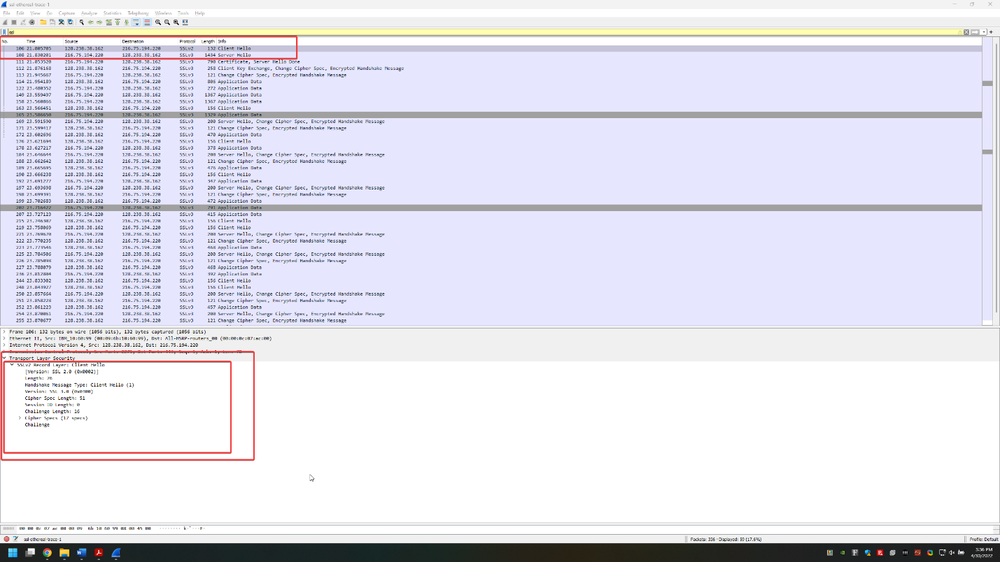 ssl-ethereal-trace-1
File Edit View Go Capture Analyze Statistics Telephony Wireless Tools Help
ssl
No. Time Source Destination Protocol Length Info
106 21.805705 128.238.38.162 216.75.194.220 SSLv2 132 Client Hello
108 21.830201 216.75.194.220 128.238.38.162 SSLv3 1434 Server Hello
111 21.853520 216.75.194.220 128.238.38.162 SSLv3 790 Certificate, Server Hello Done
112 21.876168 128.238.38.162 216.75.194.220 SSLv3 258 Client Key Exchange, Change Cipher Spec, Encrypted Handshake Message
113 21.945667 216.75.194.220 128.238.38.162 SSLv3 121 Change Cipher Spec, Encrypted Handshake Message
114 21.954189 128.238.38.162 216.75.194.220 SSLv3 806 Application Data
122 23.480352 216.75.194.220 128.238.38.162 SSLv3 272 Application Data
149 23.559497 216.75.194.220 128.238.38.162 SSLv3 1367 Application Data
158 23.560866 216.75.194.220 128.238.38.162 SSLv3 1367 Application Data
163 23.566451 128.238.38.162 216.75.194.220 SSLv3 156 Client Hello
165 23.586650 216.75.194.220 128.238.38.162 SSLv3 1329 Application Data
169 23.591590 216.75.194.220 128.238.38.162 SSLv3 200 Server Hello, Change Cipher Spec, Encrypted Handshake Message
171 23.599417 128.238.38.162 216.75.194.220 SSLv3 121 Change Cipher Spec, Encrypted Handshake Message
172 23.602696 128.238.38.162 216.75.194.220 SSLv3 470 Application Data
176 23.621694 128.238.38.162 216.75.194.220 SSLv3 156 Client Hello
178 23.627217 216.75.194.220 128.238.38.162 SSLv3 378 Application Data
184 23.646644 216.75.194.220 128.238.38.162 SSLv3 200 Server Hello, Change Cipher Spec, Encrypted Handshake Message
188 23.662642 128.238.38.162 216.75.194.220 SSLv3 121 Change Cipher Spec, Encrypted Handshake Message
189 23.665695 128.238.38.162 216.75.194.220 SSLv3 476 Application Data
190 23.666238 128.238.38.162 216.75.194.220 SSLv3 156 Client Hello
192 23.691277 216.75.194.220 128.238.38.162 SSLv3 347 Application Data
197 23.693698 216.75.194.220 128.238.38.162 SSLv3 200 Server Hello, Change Cipher Spec, Encrypted Handshake Message
198 23.699391 128.238.38.162 216.75.194.220 SSLv3 121 Change Cipher Spec, Encrypted Handshake Message
199 23.702683 128.238.38.162 216.75.194.220 SSLv3 472 Application Data
202 23.716422 216.75.194.220 128.238.38.162 SSLv3 791 Application Data
207 23.727123 216.75.194.220 128.238.38.162 SSLv3 415 Application Data
215 23.746307 128.238.38.162 216.75.194.220 SSLv3 156 Client Hello
219 23.758069 128.238.38.162 216.75.194.220 SSLv3 156 Client Hello
221 23.769670 216.75.194.220 128.238.38.162 SSLv3 200 Server Hello, Change Cipher Spec, Encrypted Handshake Message
222 23.770235 128.238.38.162 216.75.194.220 SSLv3 121 Change Cipher Spec, Encrypted Handshake Message
223 23.773546 128.238.38.162 216.75.194.220 SSLv3 468 Application Data
225 23.784506 216.75.194.220 128.238.38.162 SSLv3 200 Server Hello, Change Cipher Spec, Encrypted Handshake Message
226 23.785098 128.238.38.162 216.75.194.220 SSLv3 121 Change Cipher Spec, Encrypted Handshake Message
227 23.788079 128.238.38.162 216.75.194.220 SSLv3 468 Application Data
236 23.812804 216.75.194.220 128.238.38.162 SSLv3 392 Application Data
244 23.833302 128.238.38.162 216.75.194.220 SSLv3 156 Client Hello
248 23.843927 128.238.38.162 216.75.194.220 SSLv3 156 Client Hello
250 23.857664 216.75.194.220 128.238.38.162 SSLv3 200 Server Hello, Change Cipher Spec, Encrypted Handshake Message
251 23.858228 128.238.38.162 216.75.194.220 SSLv3 121 Change Cipher Spec, Encrypted Handshake Message
252 23.861223 128.238.38.162 216.75.194.220 SSLv3 457 Application Data
254 23.870061 216.75.194.220 128.238.38.162 SSLv3 200 Server Hello, Change Cipher Spec, Encrypted Handshake Message
255 23.870677 128.238.38.162 216.75.194.220 SSLv3 121 Change Cipher Spec, Encrypted Handshake Message
Frame 106: 132 bytes on wire (1056 bits), 132 bytes captured (1056 bits)
Ethernet II, Src: IBM_10:60:99 (00:09:6b:10:60:99), Dst: All-HSRP-routers_00 (00:00:0c:07:ac:00)
Internet Protocol Version 4, Src: 128.238.38.162, Dst: 216.75.194.220
Transport Layer Security
SSLv2 Record Layer: Client Hello
[Version: SSL 2.0 (0x0002)]
Length: 76
Handshake Message Type: Client Hello (1)
Version: SSL 3.0 (0x0300)
Cipher Spec Length: 51
Session ID Length: 0
Challenge Length: 16
Cipher Specs (17 specs)
Challenge
0000 00 00 0c 07 ac 00 00 09 6b 10 60 99 08 00 45 00 ········ k·`···E·
ssl-ethereal-trace-1
Packets: 336 · Displayed: 59 (17.6%)
Profile: Default
3:36 PM
4/30/2022